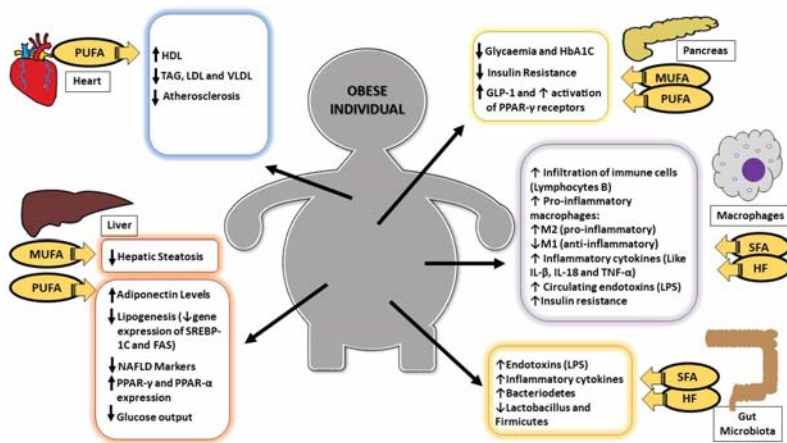 PUFA
Heart
↑HDL
↓TAG, LDL and VLDL
↓Atherosclerosis
OBESE
INDIVIDUAL
↓Glycaemia and HbA1C
↓Insulin Resistance
↑GLP-1 and ↑ activation
of PPAR-γ receptors
Pancreas
MUFA
PUFA
↑ Infiltration of immune cells
(Lymphocytes B)
↑ Pro-inflammatory
macrophages:
↑M2 (pro-inflammatory)
↓M1 (anti-inflammatory)
↑ Inflammatory cytokines (Like
IL-β, IL-18 and TNF-α)
↑ Circulating endotoxins (LPS)
↑Insulin resistance
Macrophages
SFA
HF
Liver
MUFA
PUFA
↓Hepatic Steatosis
↑Adiponectin Levels
↓Lipogenesis (↓gene
expression of SREBP-
1C and FAS)
↓NAFLD Markers
↑PPAR-γ and PPAR-α
expression
↓Glucose output
↑Endotoxins (LPS)
↑Inflammatory cytokines
↑Bacteriodetes
↓Lactobacillus and
Firmicutes
SFA
HF
Gut
Microbiota